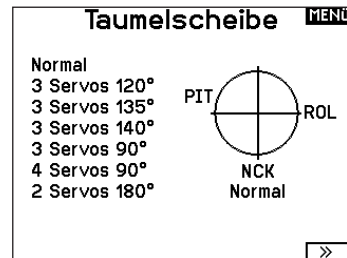 Taumelscheibe
MENÜ
Normal
3 Servos 120°
3 Servos 135°
3 Servos 140°
3 Servos 90°
4 Servos 90°
2 Servos 180°
PIT
ROL
NCK
Normal
»